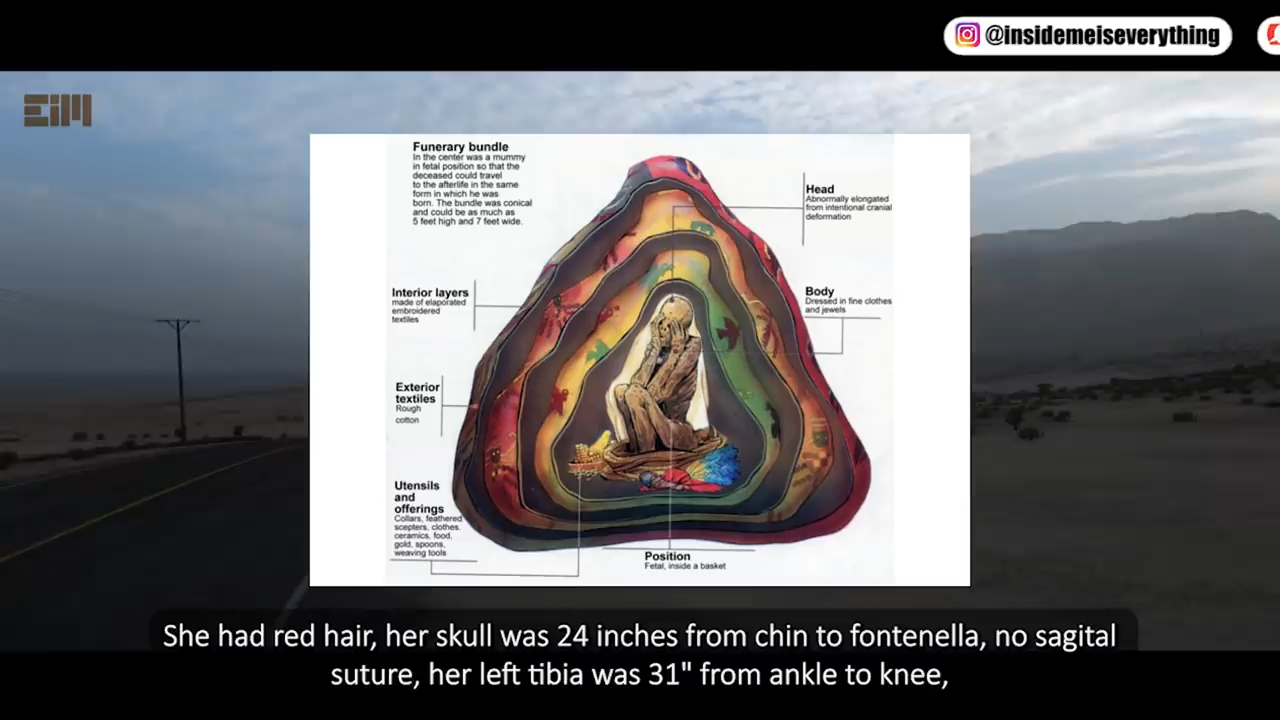 @insidemeiseverything
EIM
Funerary bundle
In the center was a mummy
in fetal position so that the
deceased could travel
to the afterlife in the same
form in which he was
born. The bundle was conical
and could be as much as
5 feet high and 7 feet wide.
Head
Abnormally elongated
from intentional cranial
deformation
Interior layers
made of elaporated
embroidered
textiles
Body
Dressed in fine clothes
and jewels
Exterior
textiles
Rough
cotton
Utensils
and
offerings
Collars, feathered
scepters, clothes.
ceramics, food,
gold, spoons,
weaving tools
Position
Fetal, inside a basket
She had red hair, her skull was 24 inches from chin to fontenella, no sagital
suture, her left tibia was 31" from ankle to knee,